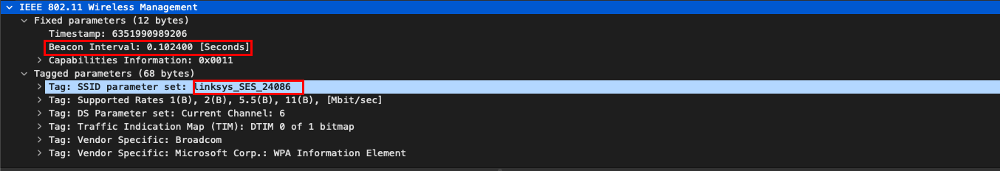 IEEE 802.11 Wireless Management
Fixed parameters (12 bytes)
Timestamp: 6351990989206
Beacon Interval: 0.102400 [Seconds]
Capabilities Information: 0x0011
Tagged parameters (68 bytes)
Tag: SSID parameter set: linksys_SES_24086
Tag: Supported Rates 1(B), 2(B), 5.5(B), 11(B), [Mbit/sec]
Tag: DS Parameter set: Current Channel: 6
Tag: Traffic Indication Map (TIM): DTIM 0 of 1 bitmap
Tag: Vendor Specific: Broadcom
Tag: Vendor Specific: Microsoft Corp.: WPA Information Element